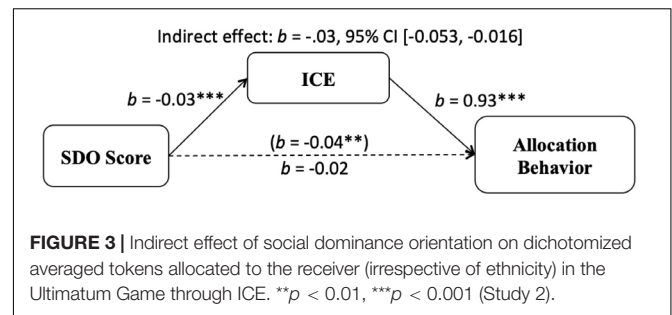 Indirect effect: b = -.03, 95% CI [-0.053, -0.016]
ICE
b = -0.03***
b = 0.93***
SDO Score
(b = -0.04**)
b = -0.02
Allocation
Behavior
FIGURE 3 | Indirect effect of social dominance orientation on dichotomized
averaged tokens allocated to the receiver (irrespective of ethnicity) in the
Ultimatum Game through ICE. **p < 0.01, ***p < 0.001 (Study 2).